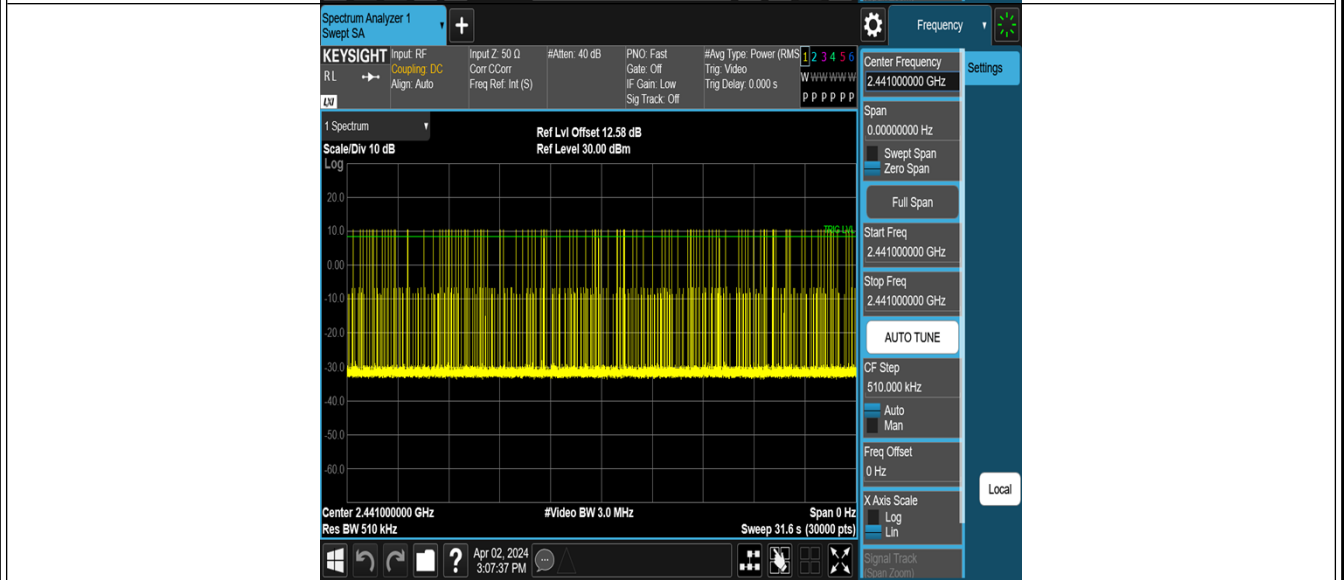 Spectrum Analyzer 1
Swept SA
Frequency
KEYSIGHT
RL
LXI
Input: RF
Coupling: DC
Align: Auto
Input Z: 50 Ω
Corr CCorr
Freq Ref: Int (S)
#Atten: 40 dB
PNO: Fast
Gate: Off
IF Gain: Low
Sig Track: Off
#Avg Type: Power (RMS
Trig: Video
Trig Delay: 0.000 s
1 2 3 4 5 6
W W W W W W
P P P P P P
Center Frequency
2.441000000 GHz
Settings
Span
0.00000000 Hz
Swept Span
Zero Span
Full Span
Start Freq
2.441000000 GHz
Stop Freq
2.441000000 GHz
AUTO TUNE
CF Step
510.000 kHz
Auto
Man
Freq Offset
0 Hz
X Axis Scale
Log
Lin
Signal Track
(Span Zoom)
Local
1 Spectrum
Scale/Div 10 dB
Ref Lvl Offset 12.58 dB
Ref Level 30.00 dBm
Log
20.0
10.0
TRIG LVL
0.00
-10.0
-20.0
-30.0
-40.0
-50.0
-60.0
Center 2.441000000 GHz
#Video BW 3.0 MHz
Span 0 Hz
Res BW 510 kHz
Sweep 31.6 s (30000 pts)
?
Apr 02, 2024
3:07:37 PM